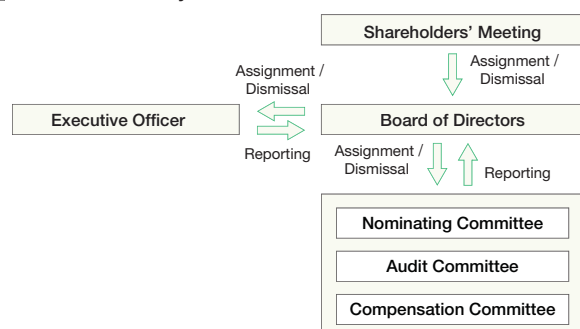 Shareholders' Meeting
Assignment /
Dismissal
Assignment /
Dismissal
Executive Officer
Board of Directors
Reporting
Assignment /
Dismissal
Reporting
Nominating Committee
Audit Committee
Compensation Committee